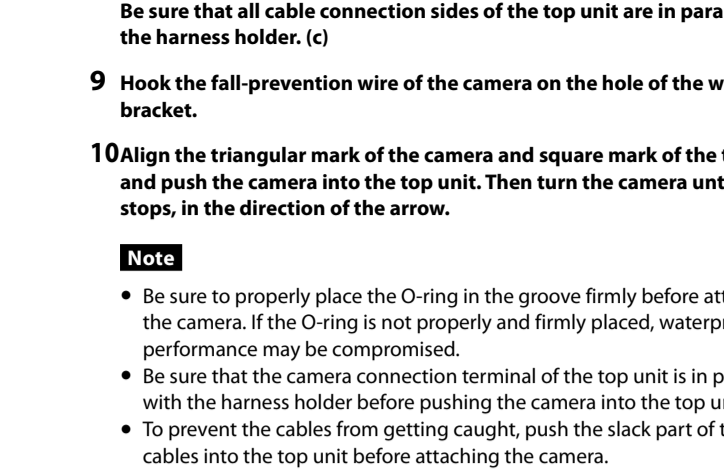 Be sure that all cable connection sides of the top unit are in para
the harness holder. (c)
9 Hook the fall-prevention wire of the camera on the hole of the w
bracket.
10 Align the triangular mark of the camera and square mark of the t
and push the camera into the top unit. Then turn the camera unt
stops, in the direction of the arrow.
Note
• Be sure to properly place the O-ring in the groove firmly before att
the camera. If the O-ring is not properly and firmly placed, waterpr
performance may be compromised.
• Be sure that the camera connection terminal of the top unit is in p
with the harness holder before pushing the camera into the top u
• To prevent the cables from getting caught, push the slack part of t
cables into the top unit before attaching the camera.